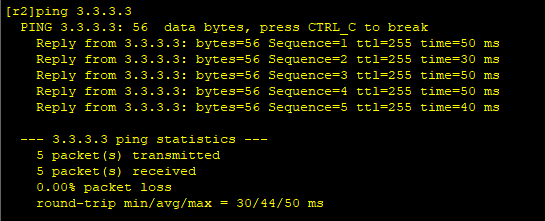 [r2]ping 3.3.3.3
PING 3.3.3.3: 56  data bytes, press CTRL_C to break
Reply from 3.3.3.3: bytes=56 Sequence=1 ttl=255 time=50 ms
Reply from 3.3.3.3: bytes=56 Sequence=2 ttl=255 time=30 ms
Reply from 3.3.3.3: bytes=56 Sequence=3 ttl=255 time=50 ms
Reply from 3.3.3.3: bytes=56 Sequence=4 ttl=255 time=50 ms
Reply from 3.3.3.3: bytes=56 Sequence=5 ttl=255 time=40 ms
--- 3.3.3.3 ping statistics ---
5 packet(s) transmitted
5 packet(s) received
0.00% packet loss
round-trip min/avg/max = 30/44/50 ms